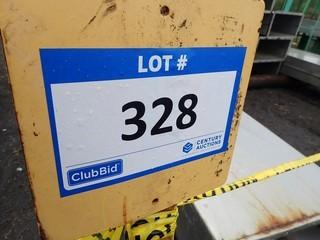 LOT #
328
ClubBid
CENTURY
AUCTIONS